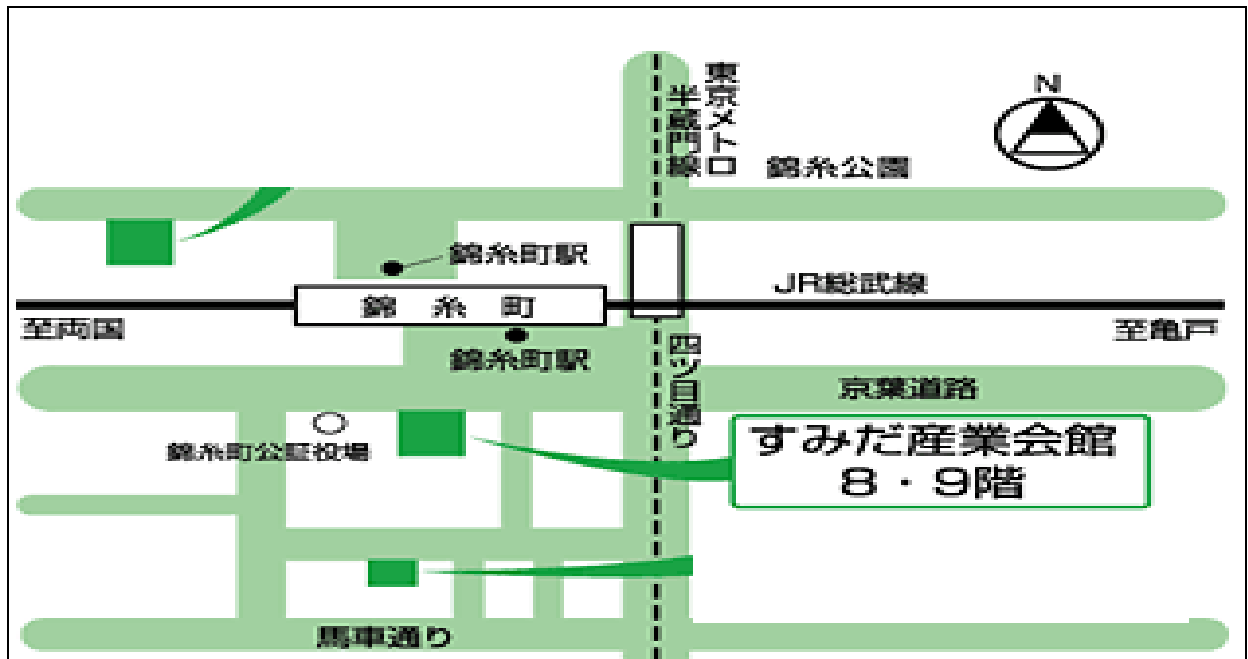 N
東京メトロ
半蔵門線
錦糸公園
錦糸町駅
JR総武線
錦糸町
至両国
至亀戸
錦糸町駅
四ツ目通り
京葉道路
すみだ産業会館
8・9階
錦糸町公証役場
馬車通り